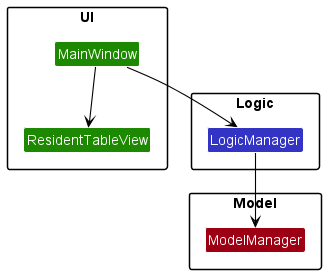 UI
MainWindow
ResidentTableView
Logic
LogicManager
Model
ModelManager